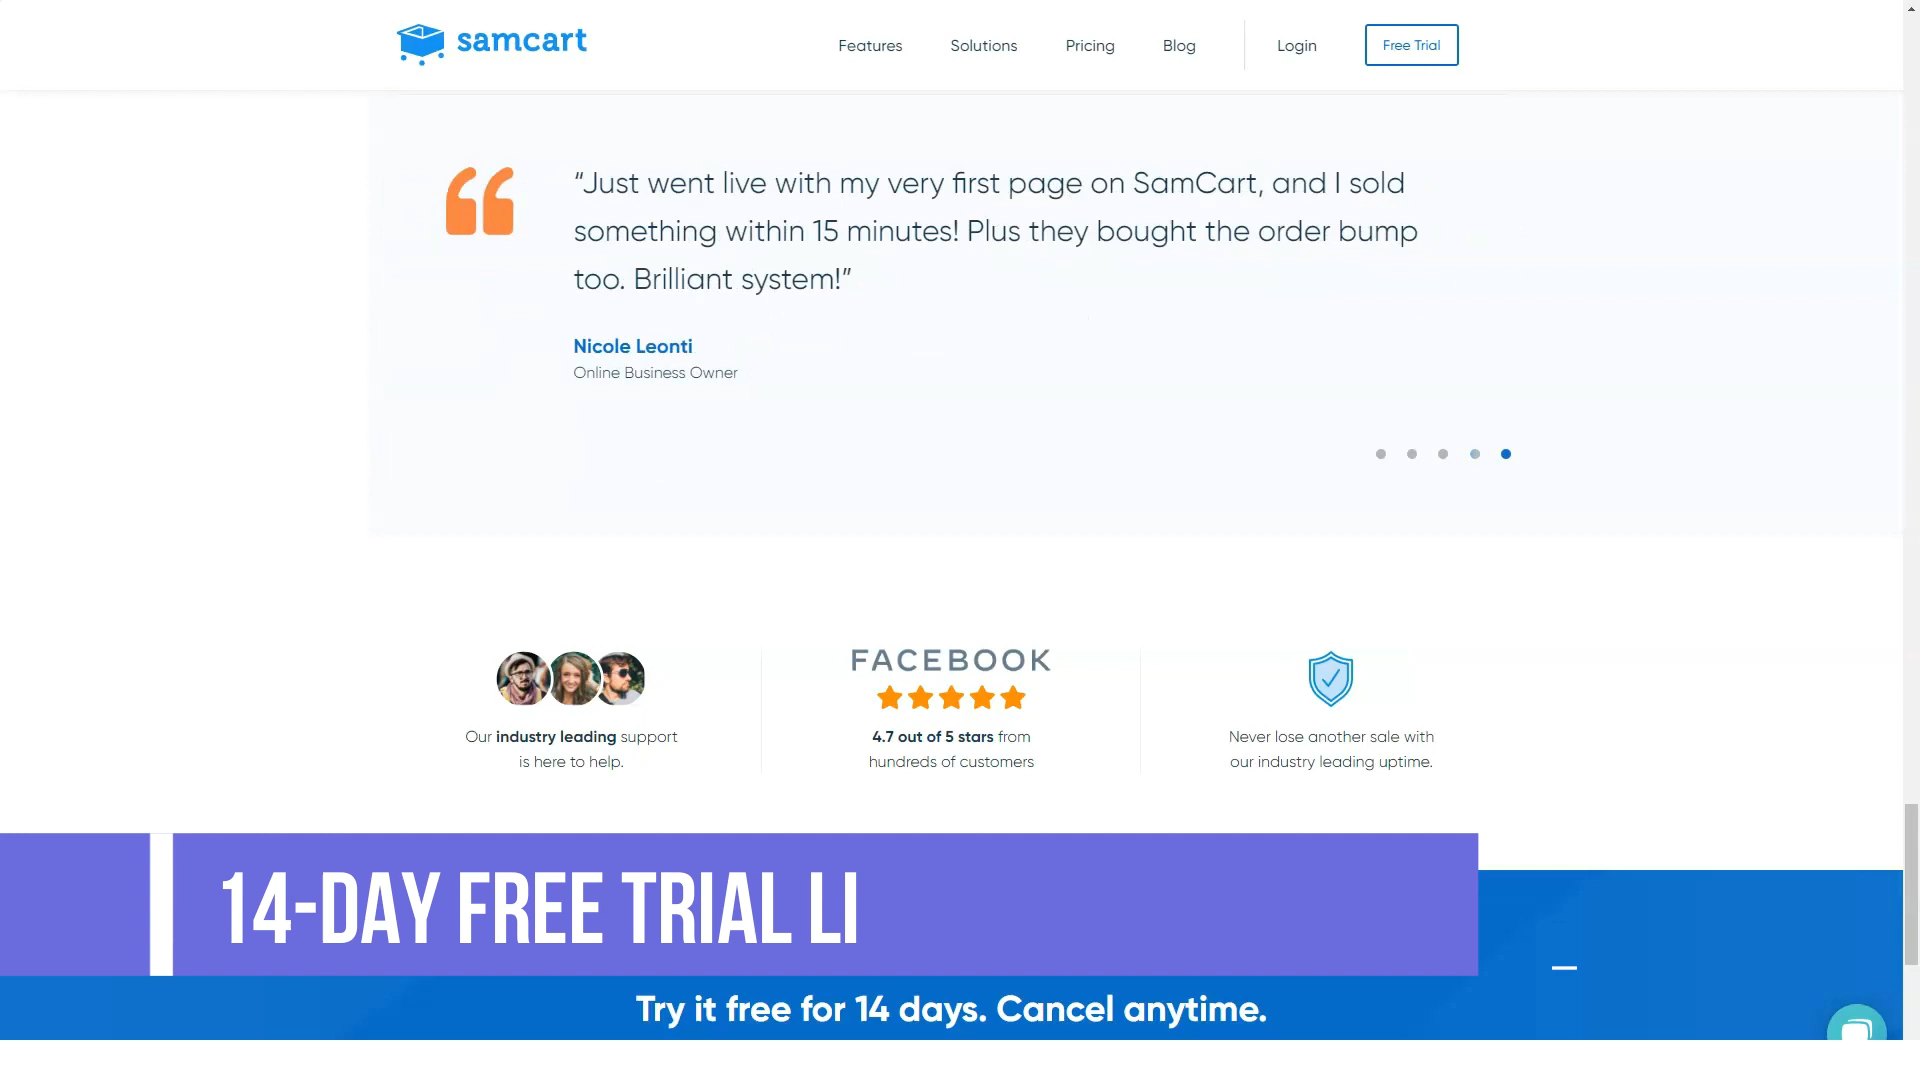 samcart
Features
Solutions
Pricing
Blog
Login
Free Trial
“Just went live with my very first page on SamCart, and I sold
something within 15 minutes! Plus they bought the order bump
too. Brilliant system!”
Nicole Leonti
Online Business Owner
Our industry leading support
is here to help.
FACEBOOK
4.7 out of 5 stars from
hundreds of customers
Never lose another sale with
our industry leading uptime.
14-DAY FREE TRIAL LI
Try it free for 14 days. Cancel anytime.